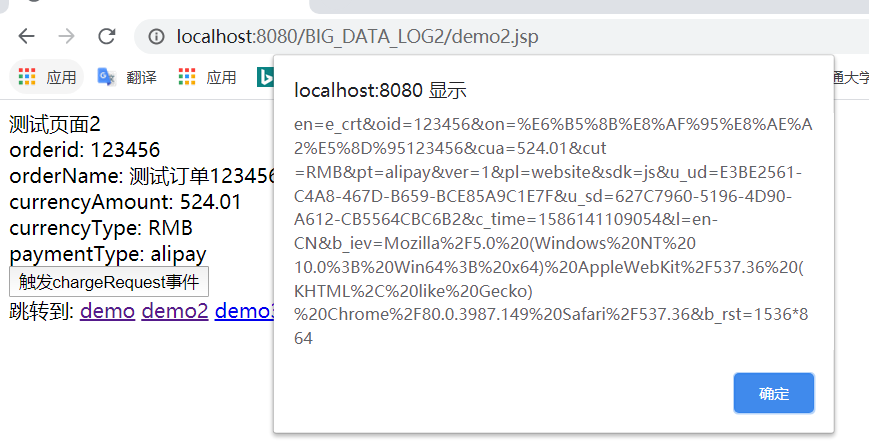 localhost:8080/BIG_DATA_LOG2/demo2.jsp
应用 翻译 应用
通大学
测试页面2
orderid: 123456
orderName: 测试订单123456
currencyAmount: 524.01
currencyType: RMB
paymentType: alipay
触发chargeRequest事件
跳转到: demo demo2 demo3
localhost:8080 显示
en=e_crt&oid=123456&on=%E6%B5%8B%E8%AF%95%E8%AE%A
2%E5%8D%95123456&cua=524.01&cut
=RMB&pt=alipay&ver=1&pl=website&sdk=js&u_ud=E3BE2561-
C4A8-467D-B659-BCE85A9C1E7F&u_sd=627C7960-5196-4D90-
A612-CB5564CBC6B2&c_time=1586141109054&l=en-
CN&b_iev=Mozilla%2F5.0%20(Windows%20NT%20
10.0%3B%20Win64%3B%20x64)%20AppleWebKit%2F537.36%20(
KHTML%2C%20like%20Gecko)
%20Chrome%2F80.0.3987.149%20Safari%2F537.36&b_rst=1536*8
64
确定